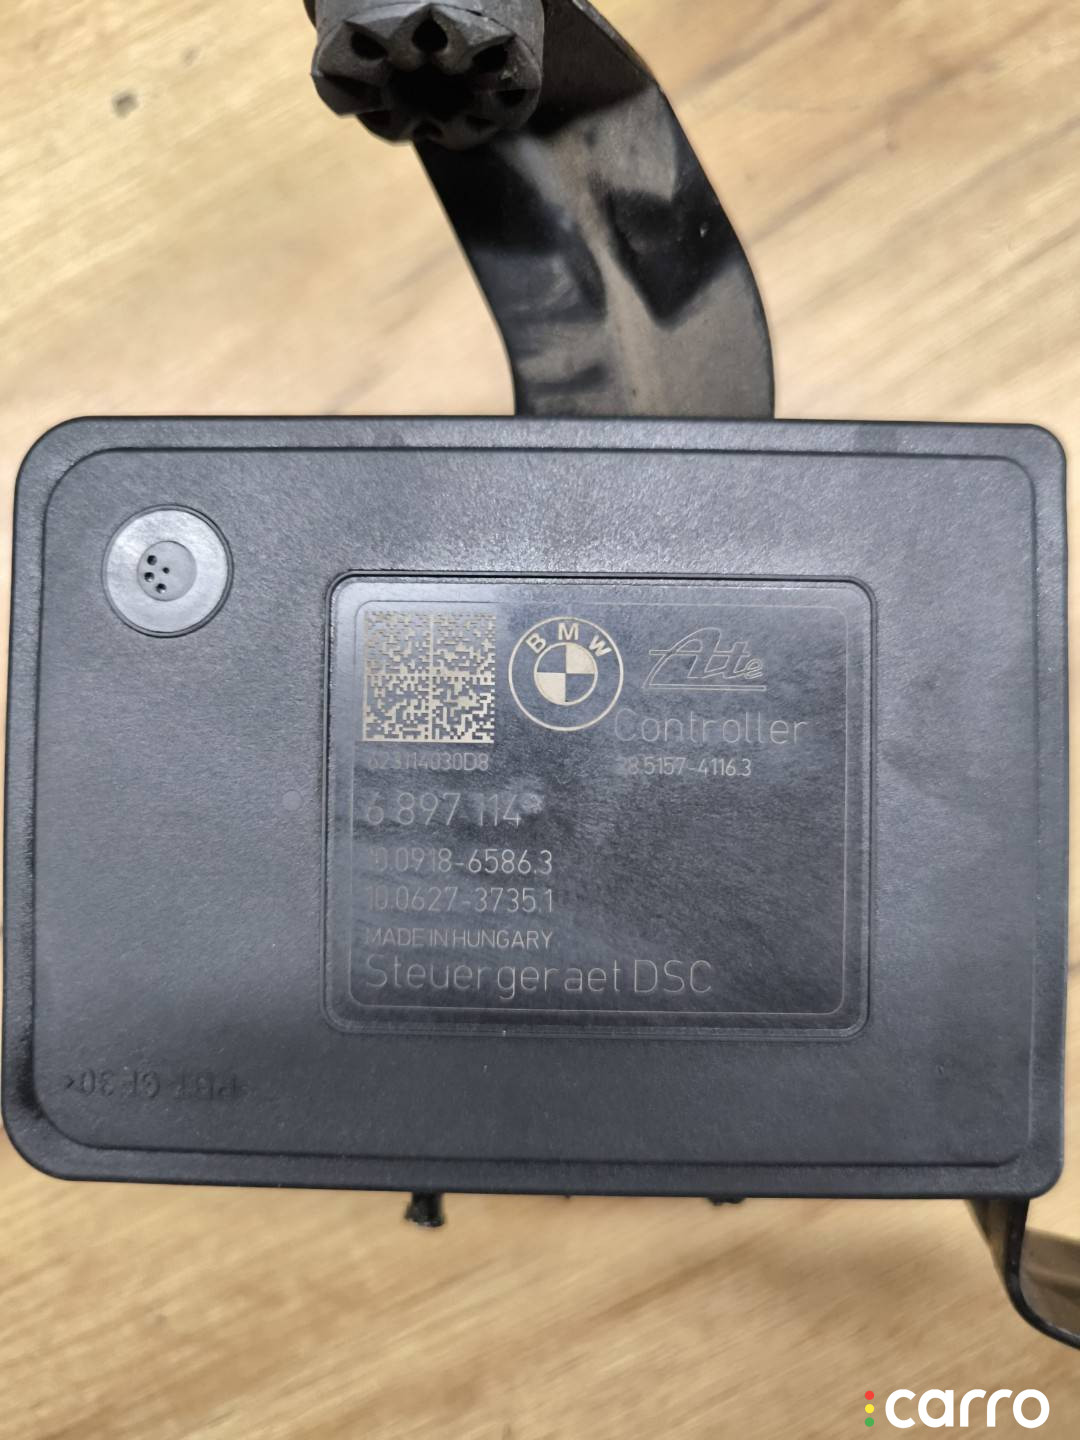 BMW
Ate
Controller
623114030D8
28.5157-4116.3
6 897 114
10.0918-6586.3
10.0627-3735.1
MADE IN HUNGARY
Steuergeraet DSC
carro